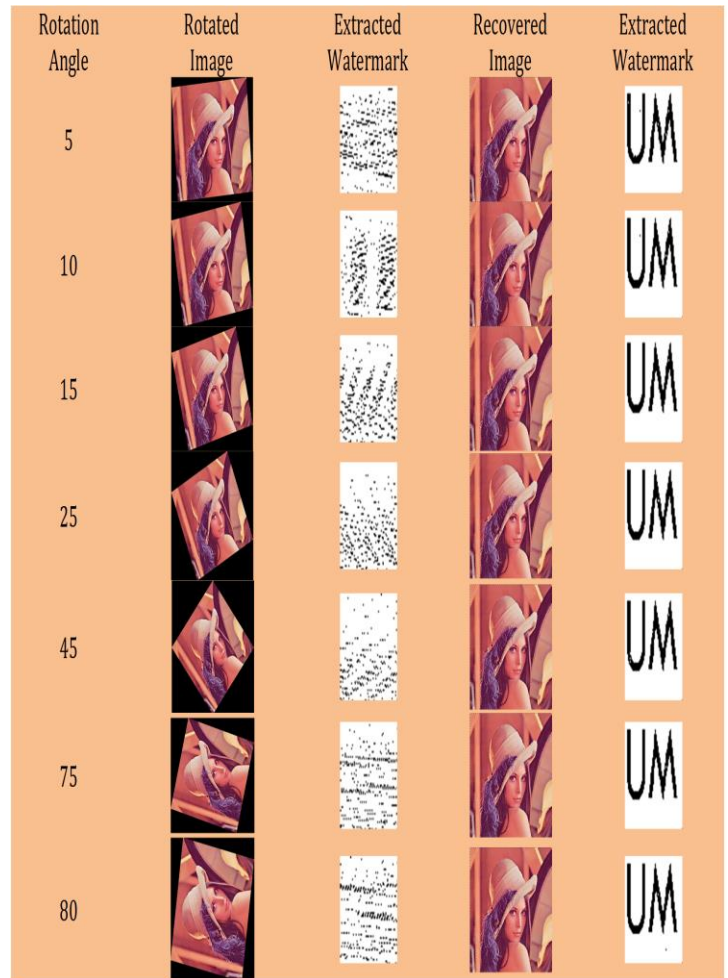 Rotation Angle Rotated Image Extracted Watermark Recovered Image Extracted Watermark
5 UM
10 UM
15 UM
25 UM
45 UM
75 UM
80 UM